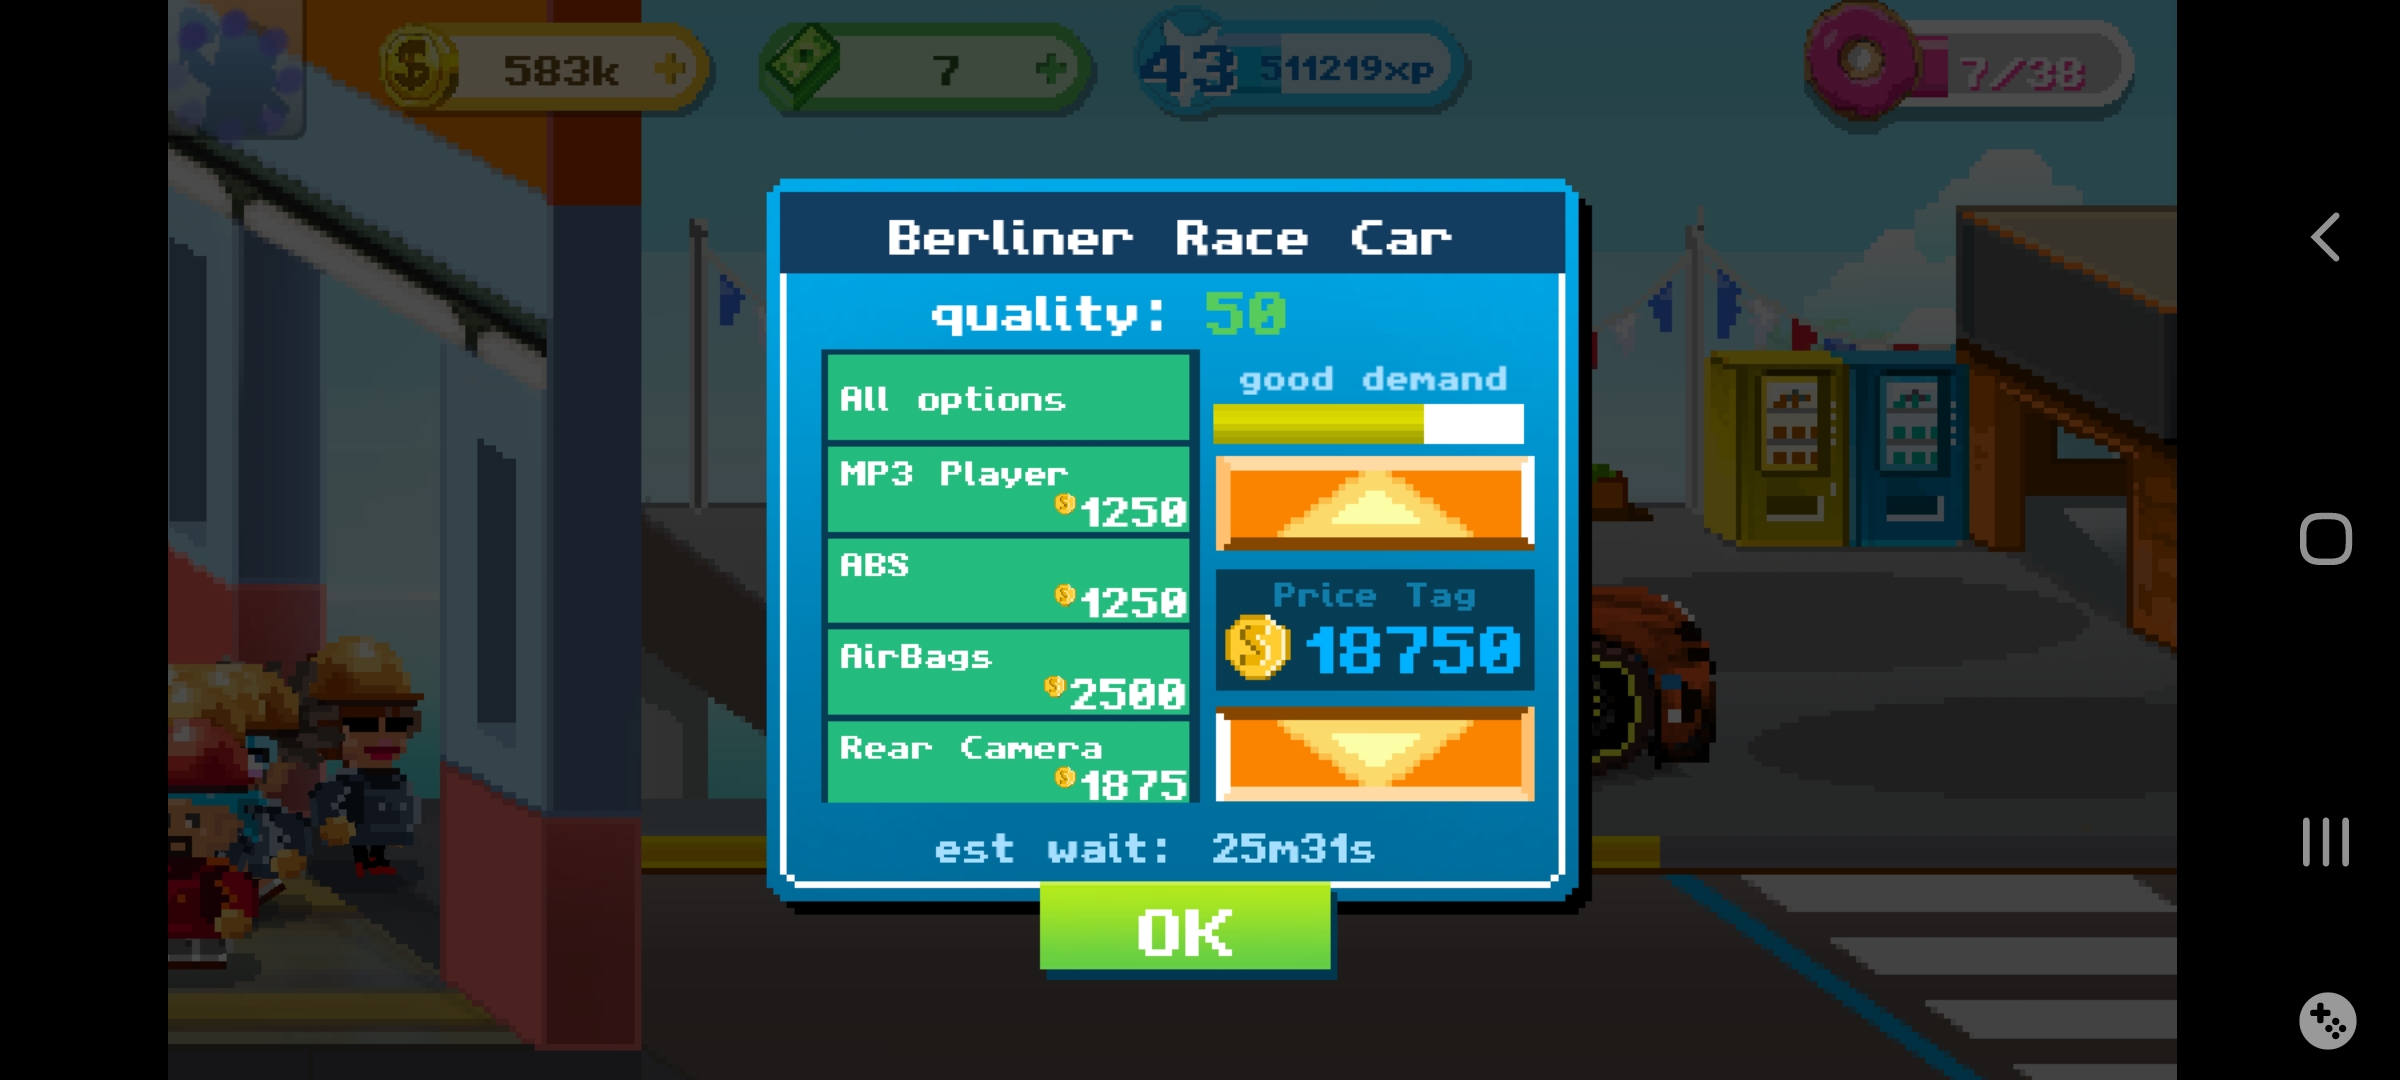 583k +
7 +
43 511219xp
7/38
Berliner Race Car
quality: 50
All options
MP3 Player
1250
ABS
1250
AirBags
2500
Rear Camera
1875
good demand
Price Tag
18750
est wait: 25m31s
OK